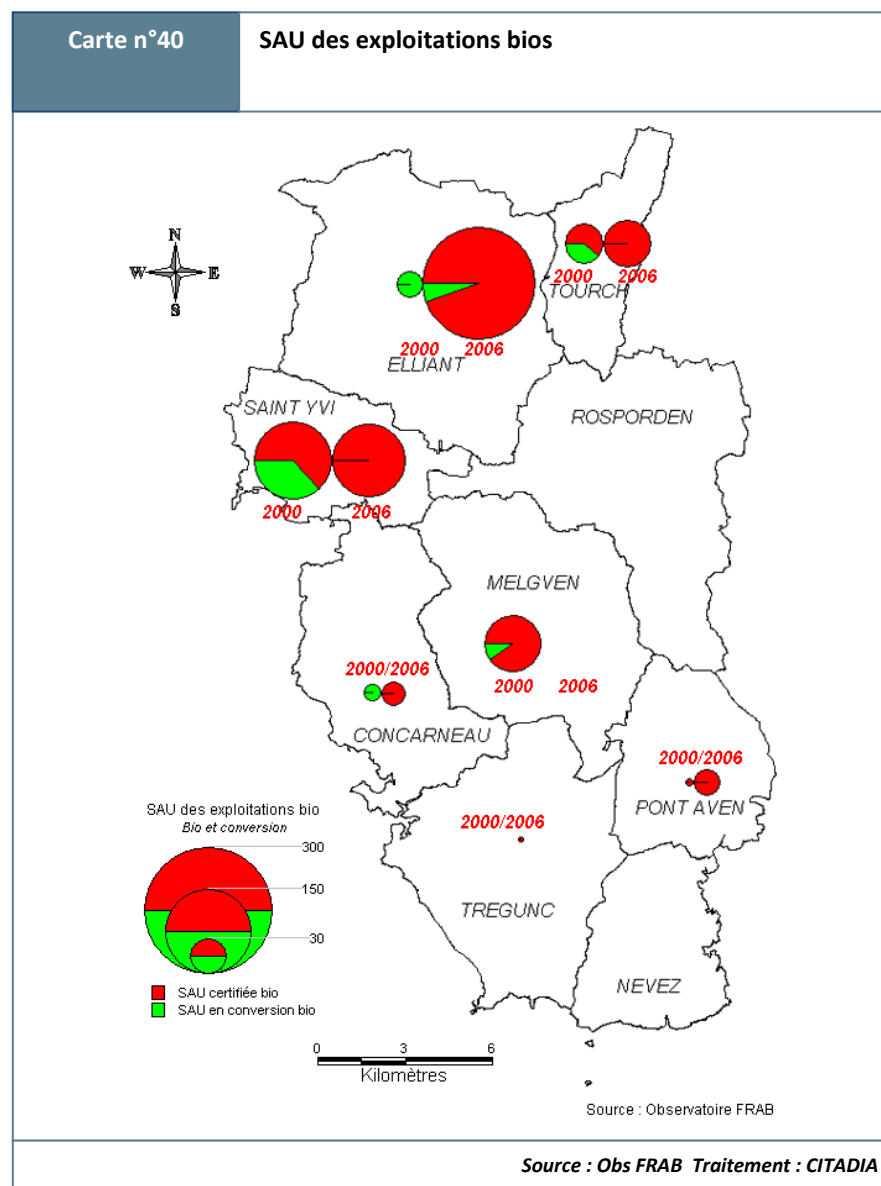 Carte n°40
SAU des exploitations bios
N
W E
S
2000 2006
TOURCH
2000 2006
ELLIANT
SAINT YVI
ROSPORDEN
2000 2006
MELGVEN
2000/2006
2000 2006
CONCARNEAU
2000/2006
PONT AVEN
2000/2006
TREGUNC
NEVEZ
SAU des exploitations bio
Bio et conversion
300
150
30
SAU certifiée bio
SAU en conversion bio
0 3 6
Kilomètres
Source : Observatoire FRAB
Source : Obs FRAB Traitement : CITADIA